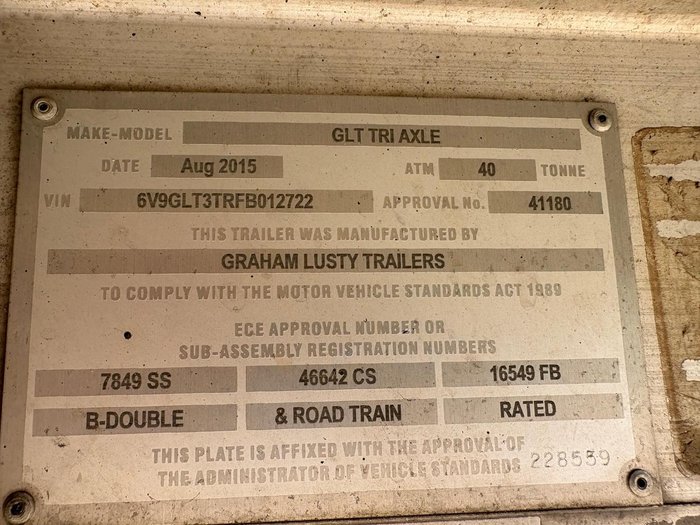 MAKE-MODEL GLT TRI AXLE
DATE Aug 2015 ATM 40 TONNE
VIN 6V9GLT3TRFB012722 APPROVAL No. 41180
THIS TRAILER WAS MANUFACTURED BY
GRAHAM LUSTY TRAILERS
TO COMPLY WITH THE MOTOR VEHICLE STANDARDS ACT 1989
ECE APPROVAL NUMBER OR
SUB-ASSEMBLY REGISTRATION NUMBERS
7849 SS 46642 CS 16549 FB
B-DOUBLE & ROAD TRAIN RATED
THIS PLATE IS AFFIXED WITH THE APPROVAL OF
THE ADMINISTRATOR OF VEHICLE STANDARDS 228559